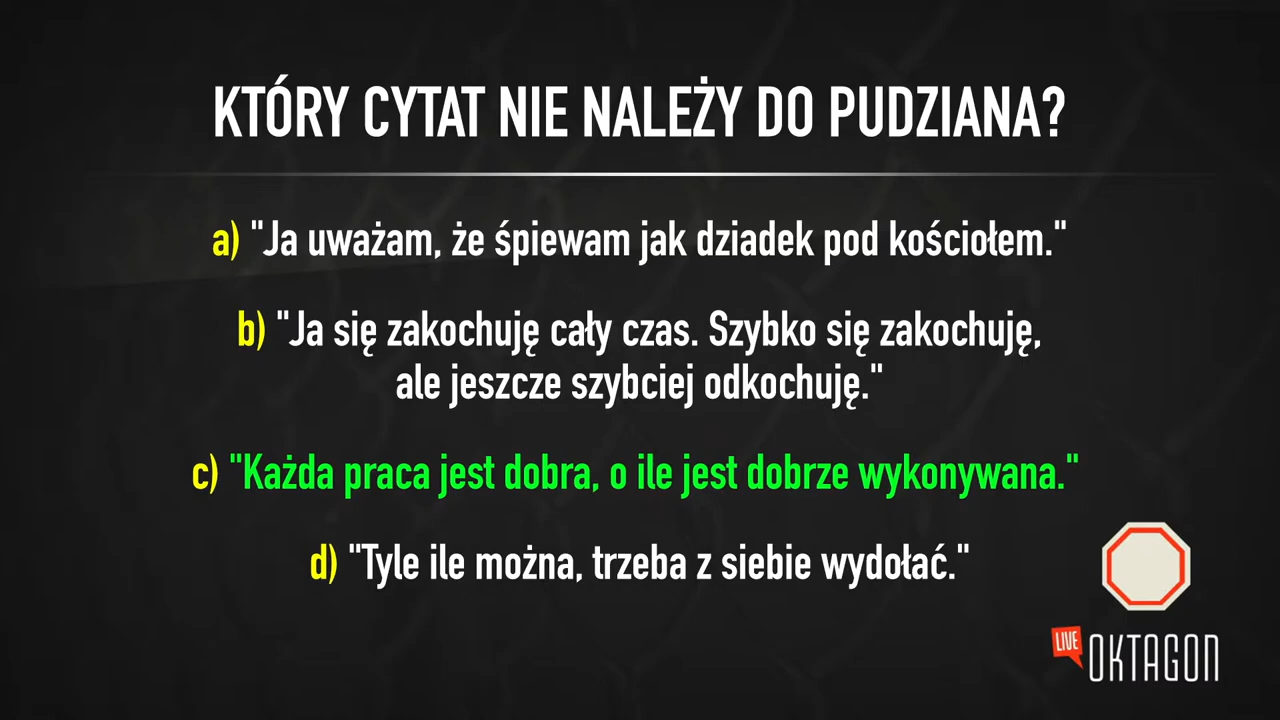 KTÓRY CYTAT NIE NALEŻY DO PUDZIANA?
a) "Ja uważam, że śpiewam jak dziadek pod kościołem."
b) "Ja się zakochuję cały czas. Szybko się zakochuję,
ale jeszcze szybciej odkochuję."
c) "Każda praca jest dobra, o ile jest dobrze wykonywana."
d) "Tyle ile można, trzeba z siebie wydołać."
LIVE OKTAGON